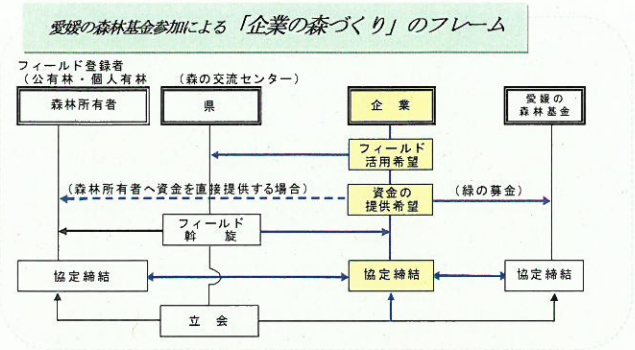 愛媛の森林基金参加による「企業の森づくり」のフレーム
フィールド登録者
（公有林・個人有林
（森の交流センター）
森林所有者
県
企業
愛媛の
森林基金
フィールド
活用希望
（森林所有者へ資金を直接提供する場合）
資金の
提供希望
（緑の募金）
フィールド
斡旋
協定締結
協定締結
協定締結
立会